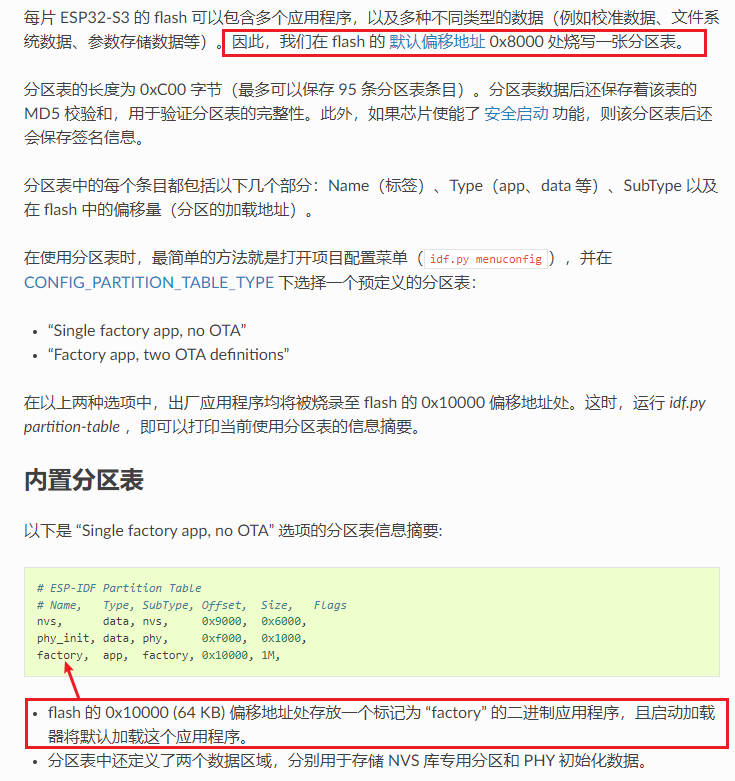 每片 ESP32-S3 的 flash 可以包含多个应用程序，以及多种不同类型的数据（例如校准数据、文件系
统数据、参数存储数据等）。因此，我们在 flash 的 默认偏移地址 0x8000 处烧写一张分区表。
分区表的长度为 0xC00 字节（最多可以保存 95 条分区表条目）。分区表数据后还保存着该表的
MD5 校验和，用于验证分区表的完整性。此外，如果芯片使能了 安全启动 功能，则该分区表后还
会保存签名信息。
分区表中的每个条目都包括以下几个部分：Name（标签）、Type（app、data 等）、SubType 以及
在 flash 中的偏移量（分区的加载地址）。
在使用分区表时，最简单的方法就是打开项目配置菜单（ idf.py menuconfig ），并在
CONFIG_PARTITION_TABLE_TYPE 下选择一个预定义的分区表：
• “Single factory app, no OTA”
• “Factory app, two OTA definitions”
在以上两种选项中，出厂应用程序均将被烧录至 flash 的 0x10000 偏移地址处。这时，运行 idf.py
partition-table ，即可以打印当前使用分区表的信息摘要。
内置分区表
以下是 “Single factory app, no OTA” 选项的分区表信息摘要:
# ESP-IDF Partition Table
# Name, Type, SubType, Offset, Size, Flags
nvs, data, nvs, 0x9000, 0x6000,
phy_init, data, phy, 0xf000, 0x1000,
factory, app, factory, 0x10000, 1M,
• flash 的 0x10000 (64 KB) 偏移地址处存放一个标记为 “factory” 的二进制应用程序，且启动加载
器将默认加载这个应用程序。
• 分区表中还定义了两个数据区域，分别用于存储 NVS 库专用分区和 PHY 初始化数据。